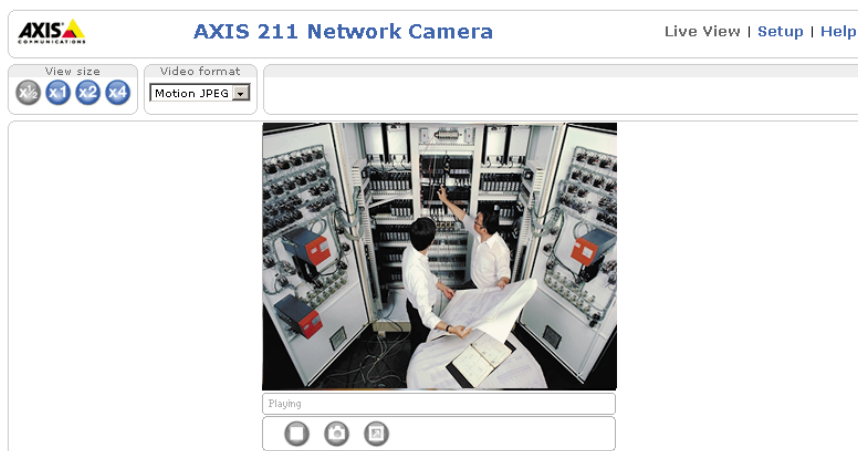 AXIS
COMMUNICATIONS
AXIS 211 Network Camera
Live View | Setup | Help
View size
Video format
x½ x1 x2 x4
Motion JPEG
Playing